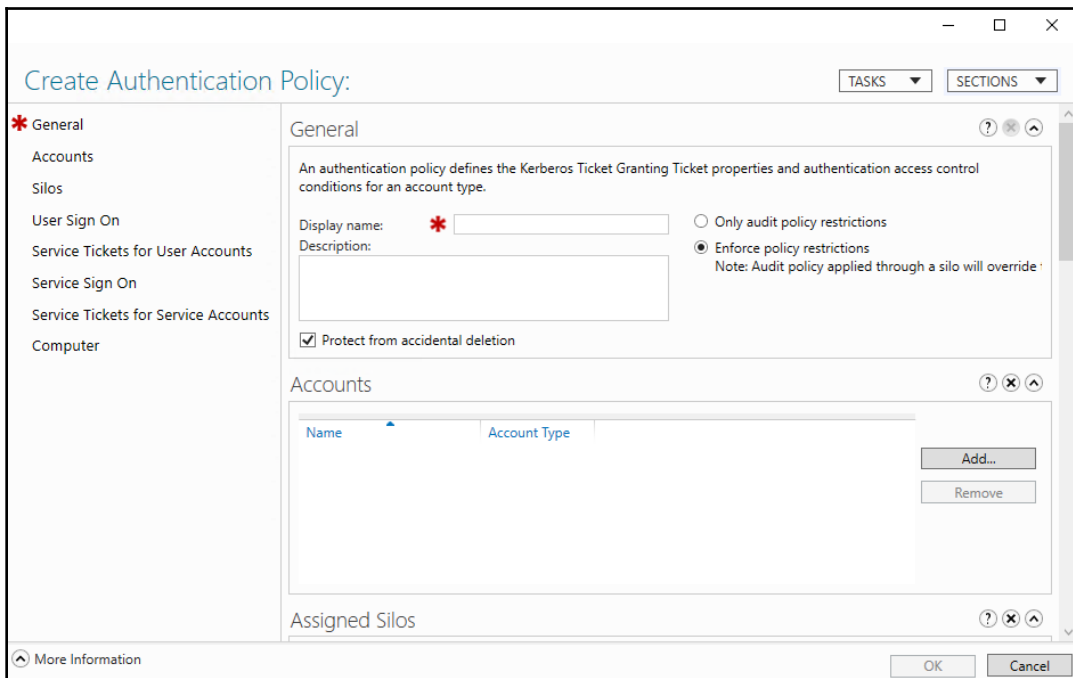 Create Authentication Policy:
TASKS
SECTIONS
General
Accounts
Silos
User Sign On
Service Tickets for User Accounts
Service Sign On
Service Tickets for Service Accounts
Computer
General
An authentication policy defines the Kerberos Ticket Granting Ticket properties and authentication access control
conditions for an account type.
Display name:
Description:
Only audit policy restrictions
Enforce policy restrictions
Note: Audit policy applied through a silo will override
Protect from accidental deletion
Accounts
Name Account Type
Add...
Remove
Assigned Silos
More Information
OK Cancel